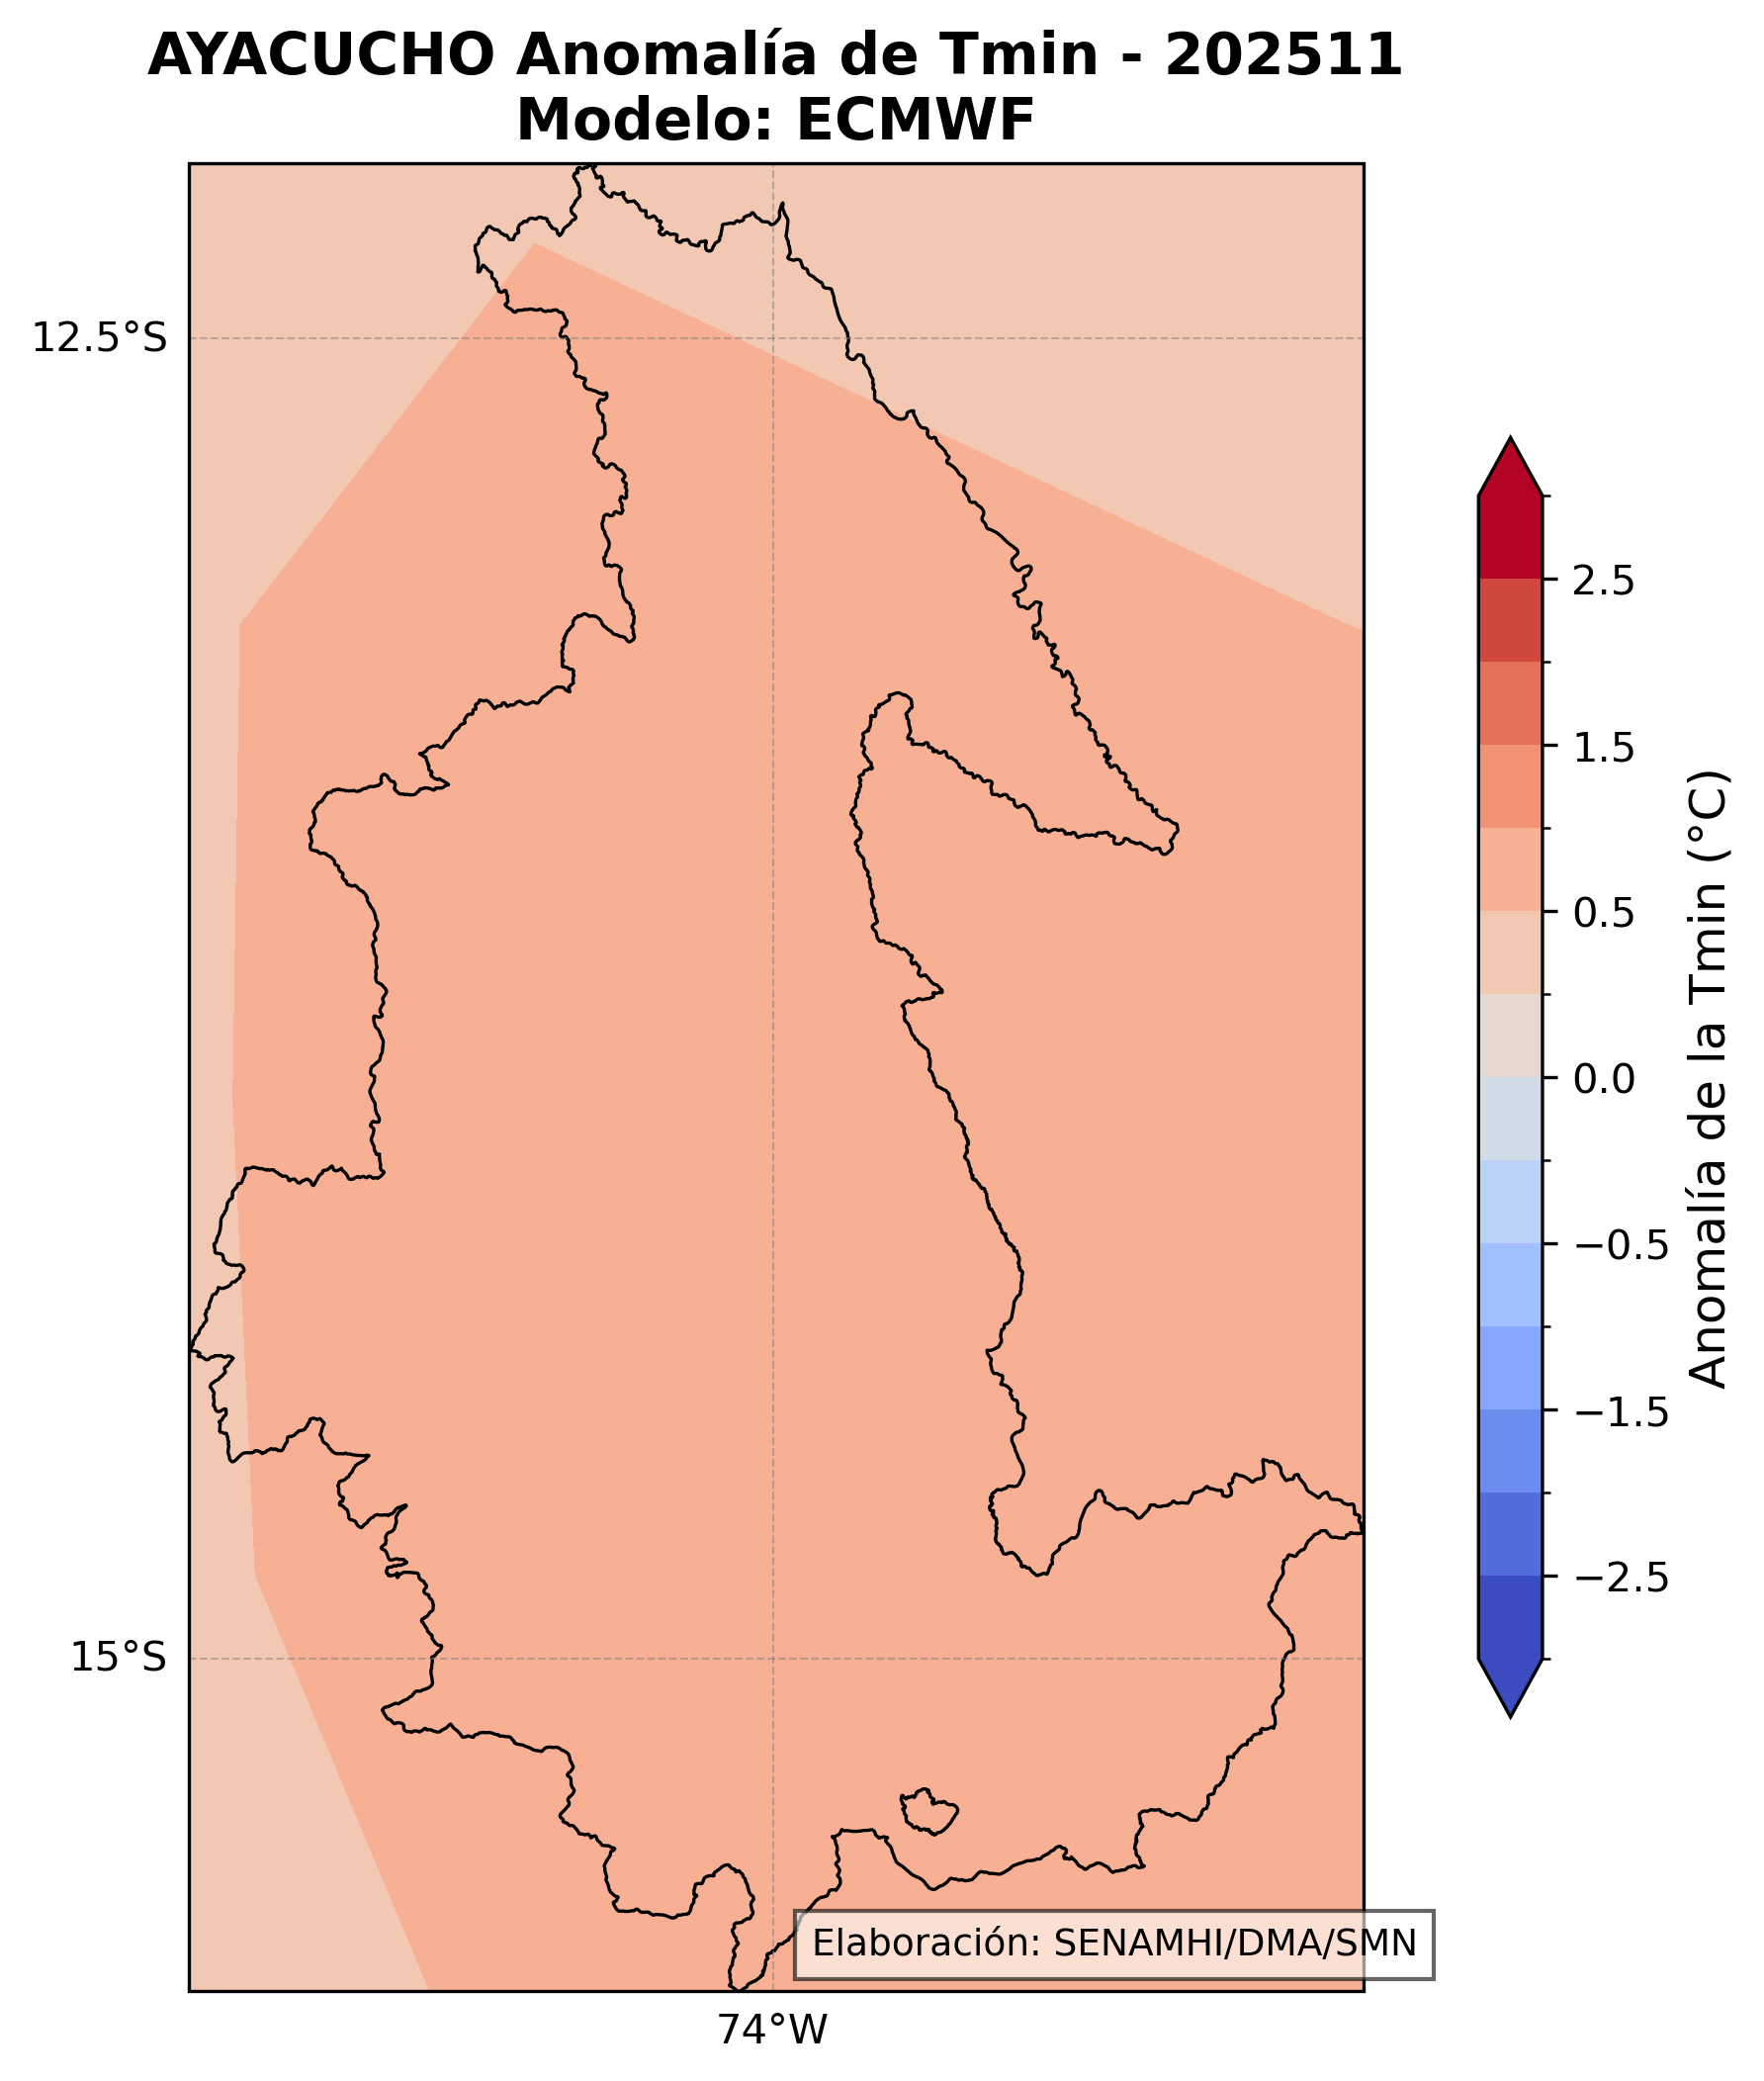 AYACUCHO Anomalía de Tmin - 202511
Modelo: ECMWF
12.5°S
15°S
74°W
2.5
1.5
0.5
0.0
−0.5
−1.5
−2.5
Anomalía de la Tmin (°C)
Elaboración: SENAMHI/DMA/SMN